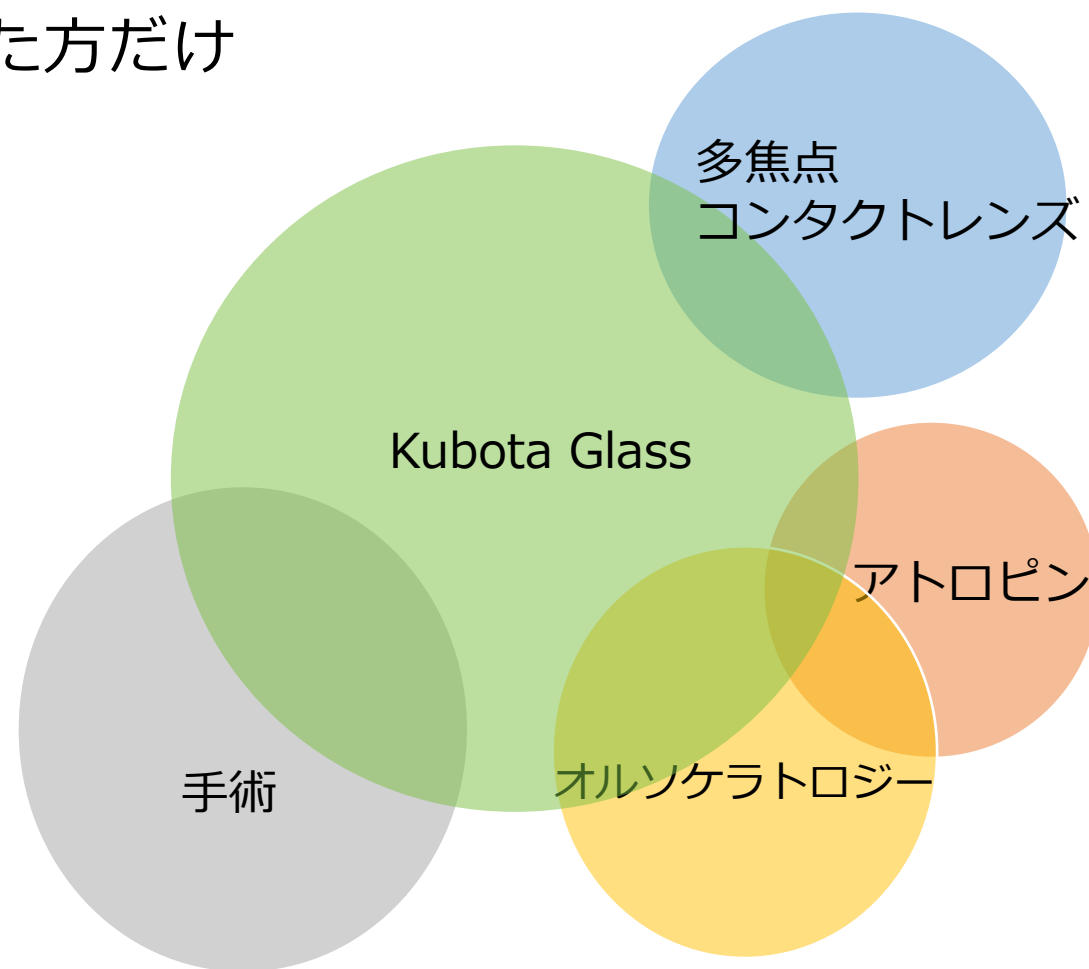 た方だけ
多焦点
コンタクトレンズ
Kubota Glass
アトロピン
オルソケラトロジー
手術